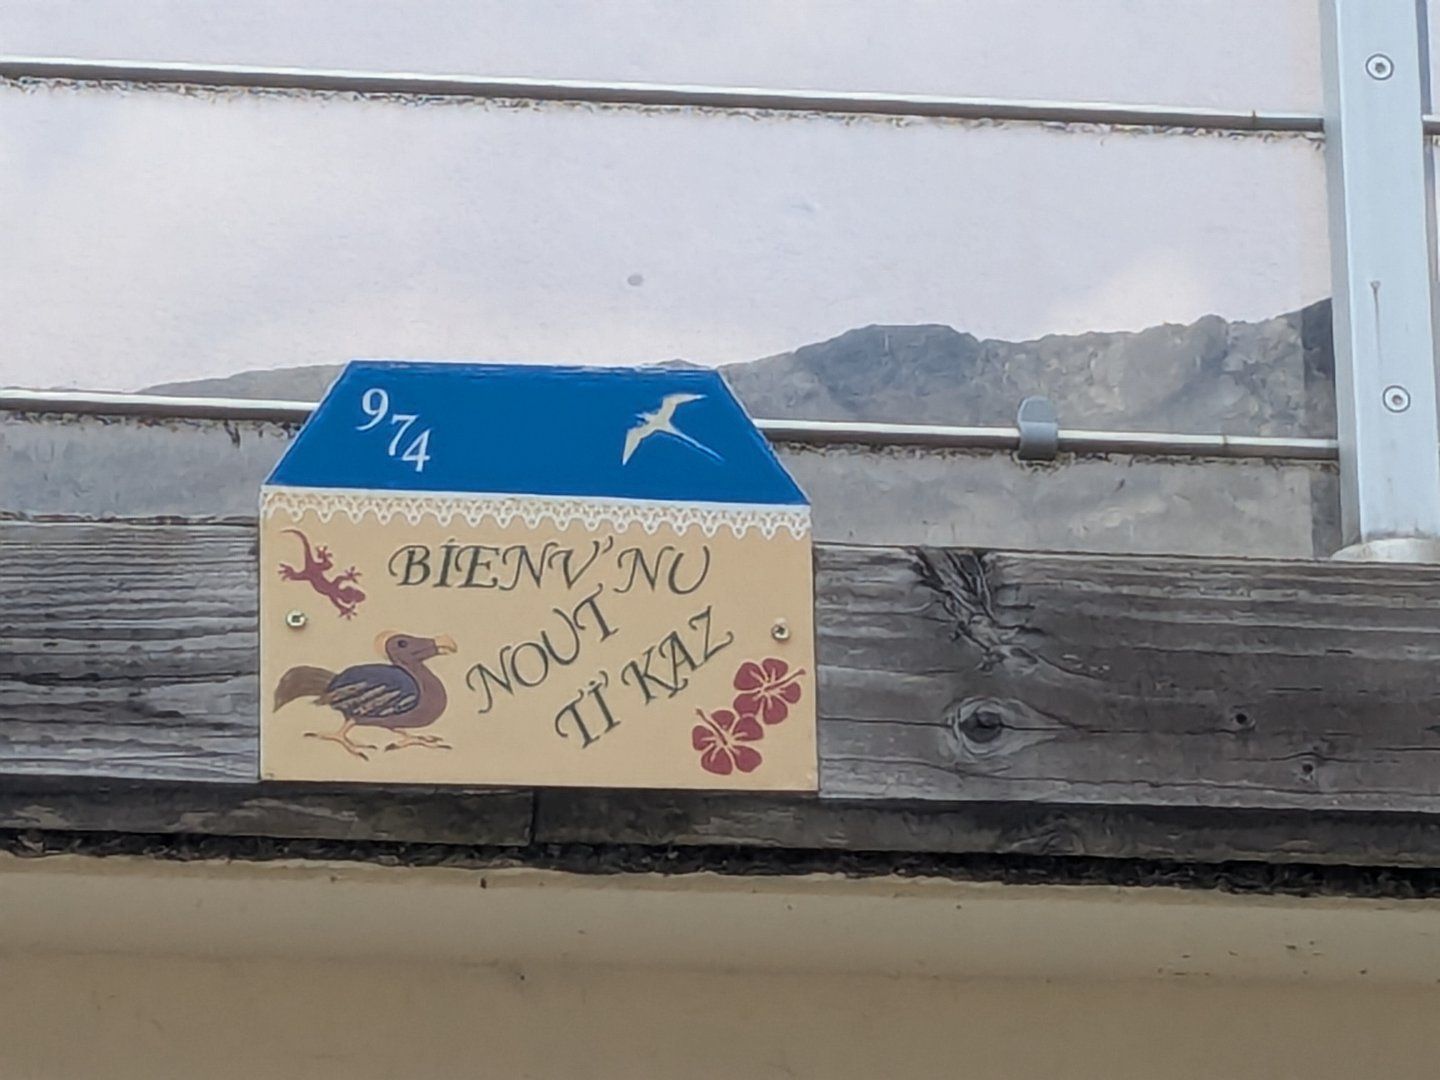 974
BIENV'NU
NOUT
TI' KAZ